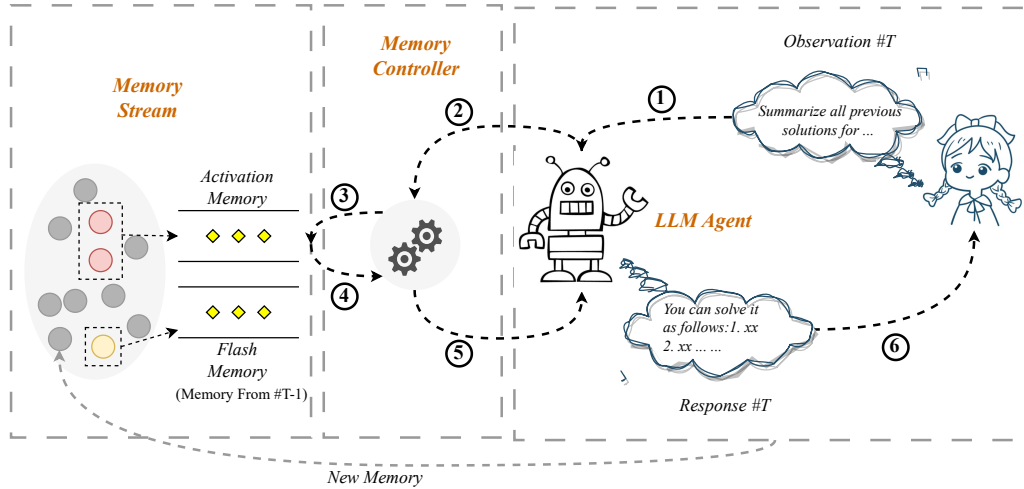 Memory
Stream
Activation
Memory
Flash
Memory
(Memory From #T-1)
Memory
Controller
2
3
4
5
Observation #T
1
Summarize all previous
solutions for ...
LLM Agent
You can solve it
as follows:1. xx
2. xx ... ...
6
Response #T
New Memory